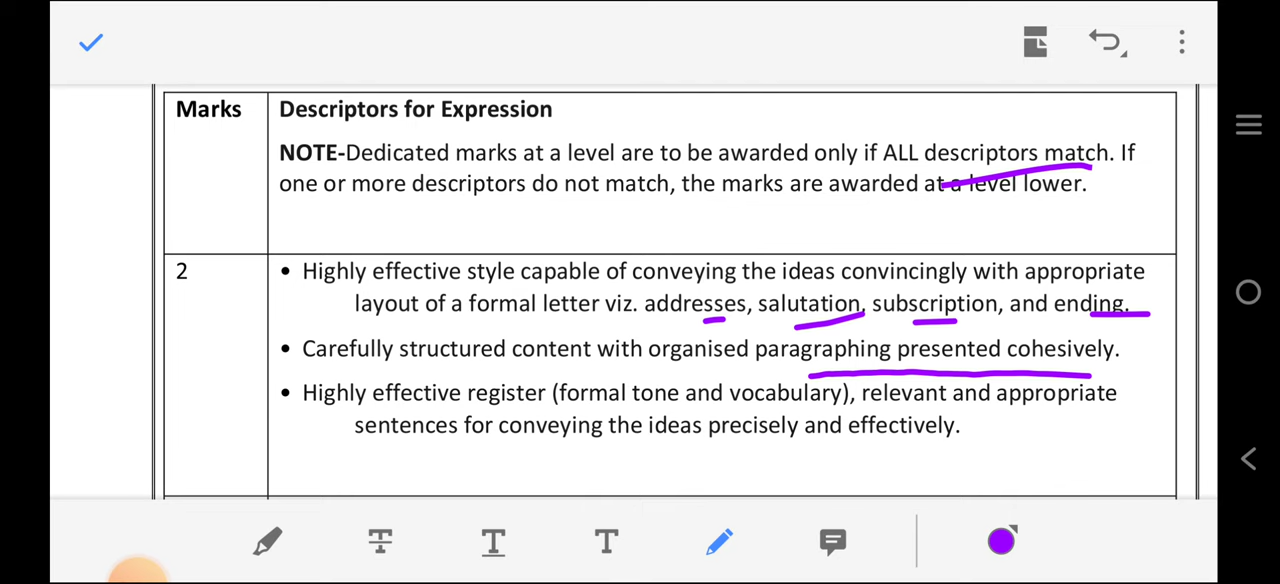 Marks
Descriptors for Expression
NOTE-Dedicated marks at a level are to be awarded only if ALL descriptors match. If
one or more descriptors do not match, the marks are awarded at a level lower.
2
• Highly effective style capable of conveying the ideas convincingly with appropriate
layout of a formal letter viz. addresses, salutation, subscription, and ending.
• Carefully structured content with organised paragraphing presented cohesively.
• Highly effective register (formal tone and vocabulary), relevant and appropriate
sentences for conveying the ideas precisely and effectively.
T T T